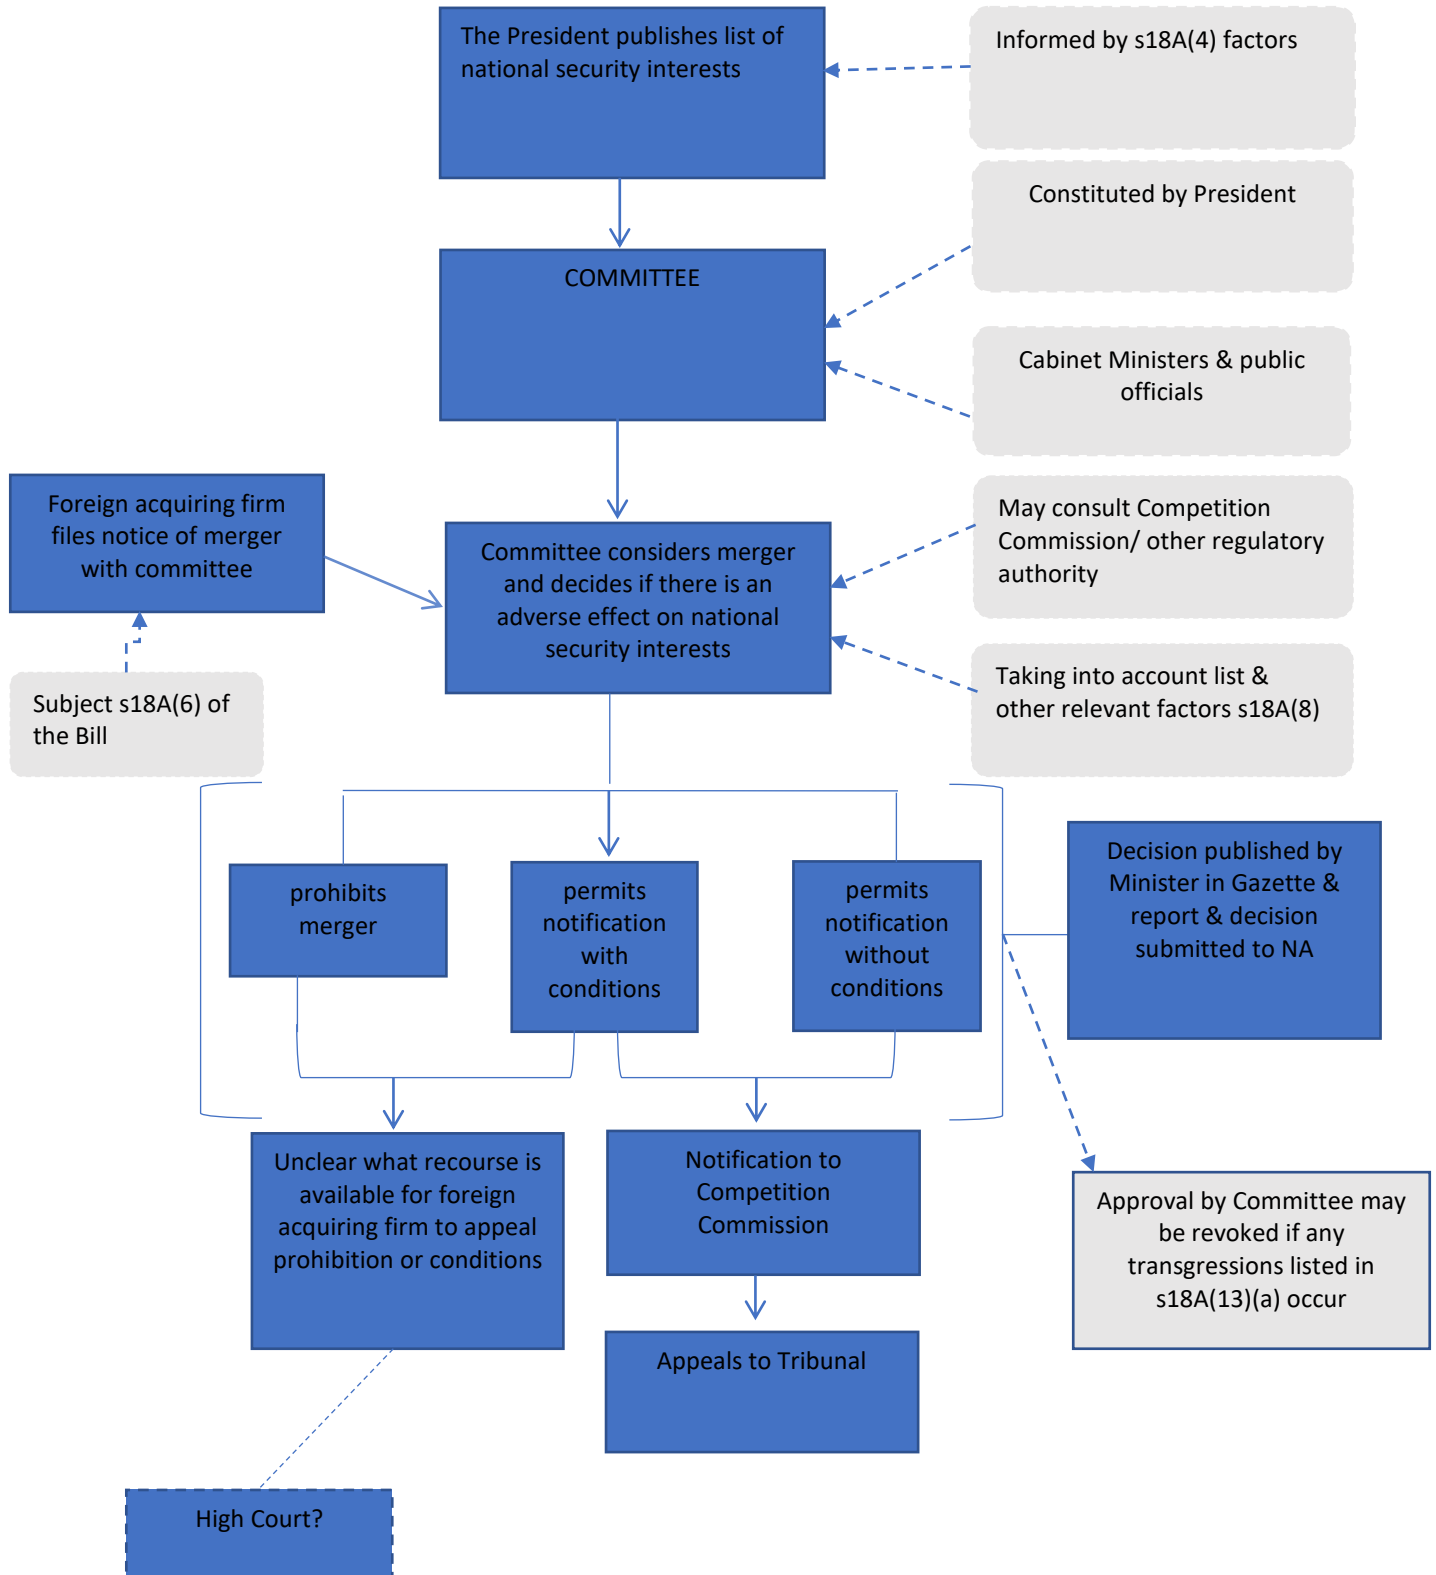 The President publishes list of
national security interests
Informed by s18A(4) factors
Constituted by President
COMMITTEE
Cabinet Ministers & public
officials
Foreign acquiring firm
files notice of merger
with committee
May consult Competition
Commission/ other regulatory
authority
Committee considers merger
and decides if there is an
adverse effect on national
security interests
Subject s18A(6) of
the Bill
Taking into account list &
other relevant factors s18A(8)
prohibits
merger
permits
notification
with
conditions
permits
notification
without
conditions
Decision published by
Minister in Gazette &
report & decision
submitted to NA
Unclear what recourse is
available for foreign
acquiring firm to appeal
prohibition or conditions
Notification to
Competition
Commission
Approval by Committee may
be revoked if any
transgressions listed in
s18A(13)(a) occur
Appeals to Tribunal
High Court?